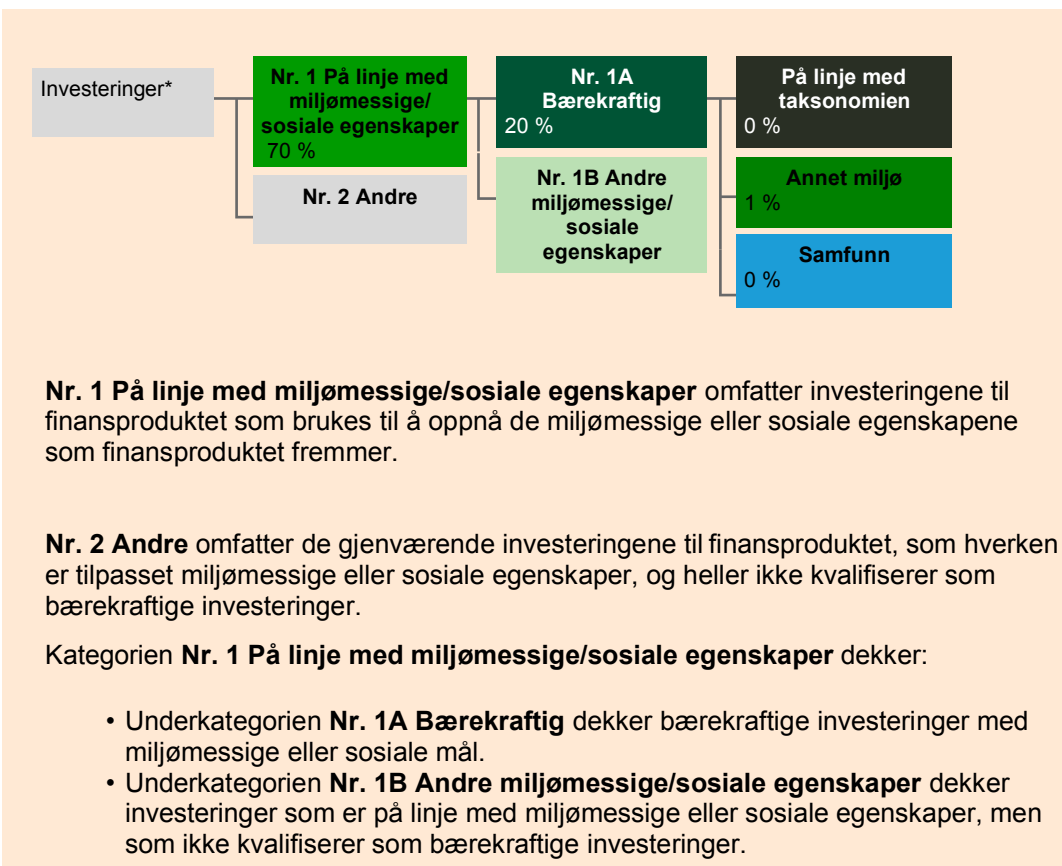 Investeringer*
Nr. 1 På linje med
miljømessige/
sosiale egenskaper
70 %
Nr. 2 Andre
Nr. 1A
Bærekraftig
20 %
Nr. 1B Andre
miljømessige/
sosiale
egenskaper
På linje med
taksonomien
0 %
Annet miljø
1 %
Samfunn
0 %
Nr. 1 På linje med miljømessige/sosiale egenskaper omfatter investeringene til
finansproduktet som brukes til å oppnå de miljømessige eller sosiale egenskapene
som finansproduktet fremmer.
Nr. 2 Andre omfatter de gjenværende investeringene til finansproduktet, som hverken
er tilpasset miljømessige eller sosiale egenskaper, og heller ikke kvalifiserer som
bærekraftige investeringer.
Kategorien Nr. 1 På linje med miljømessige/sosiale egenskaper dekker:
• Underkategorien Nr. 1A Bærekraftig dekker bærekraftige investeringer med
miljømessige eller sosiale mål.
• Underkategorien Nr. 1B Andre miljømessige/sosiale egenskaper dekker
investeringer som er på linje med miljømessige eller sosiale egenskaper, men
som ikke kvalifiserer som bærekraftige investeringer.